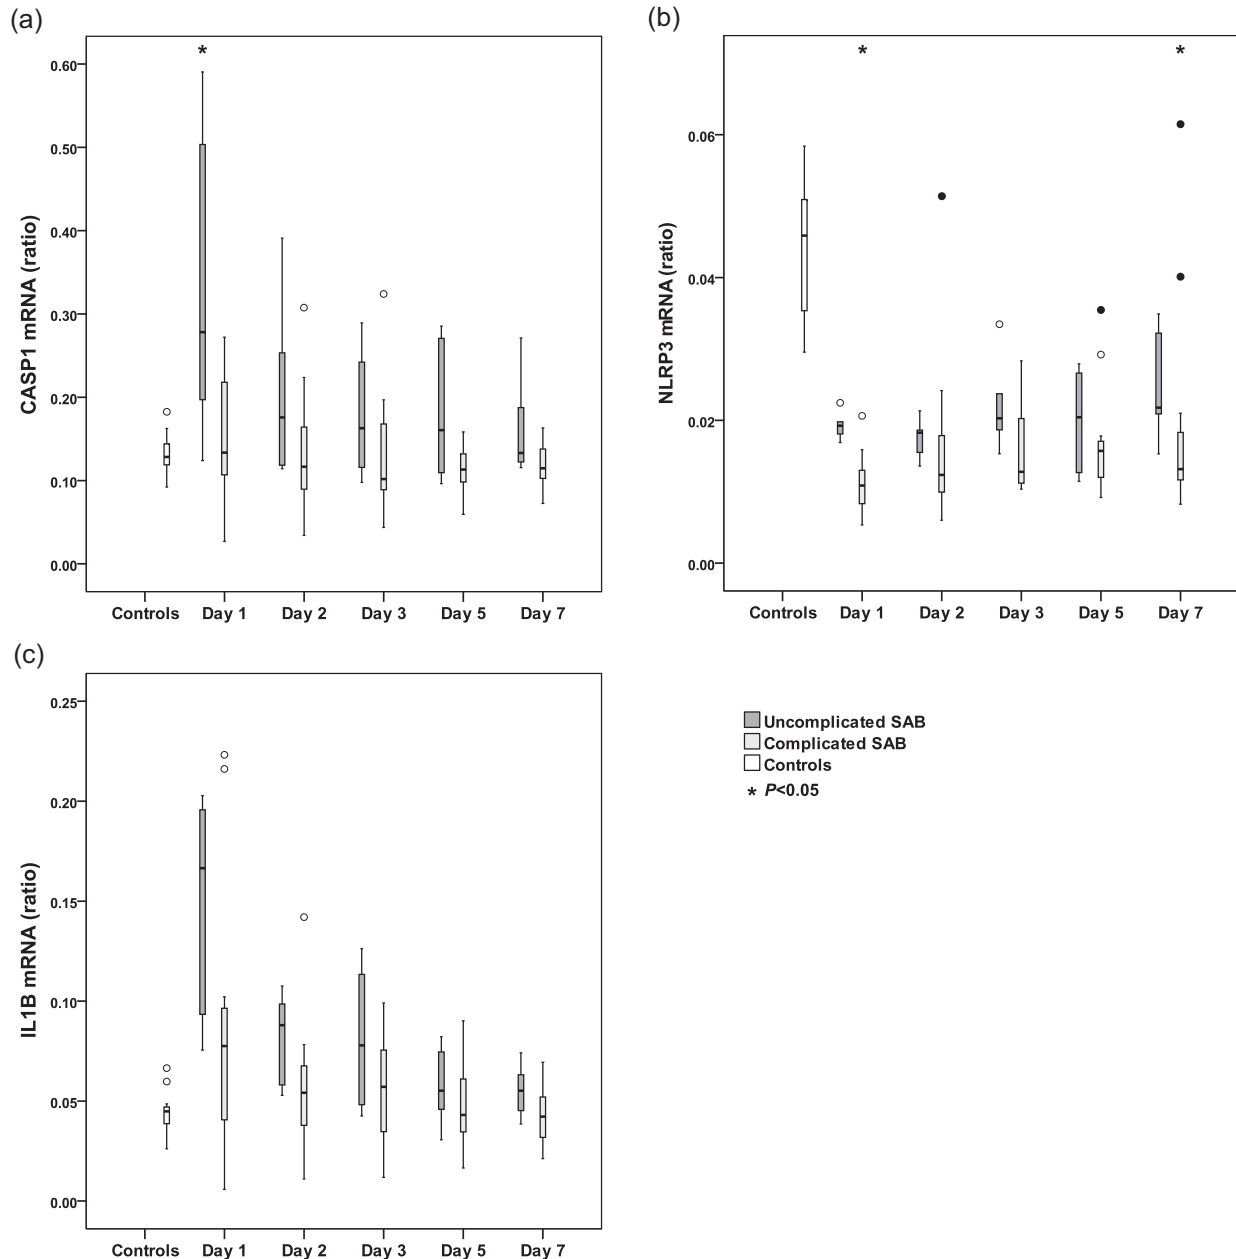 (a)
*
0.60
0.50
0.40
0.30
0.20
0.10
0.00
CASP1 mRNA (ratio)
Controls Day 1 Day 2 Day 3 Day 5 Day 7
(b)
* *
0.06
0.04
0.02
0.00
NLRP3 mRNA (ratio)
Controls Day 1 Day 2 Day 3 Day 5 Day 7
(c)
0.25
0.20
0.15
0.10
0.05
0.00
IL1B mRNA (ratio)
Controls Day 1 Day 2 Day 3 Day 5 Day 7
Uncomplicated SAB
Complicated SAB
Controls
* P<0.05